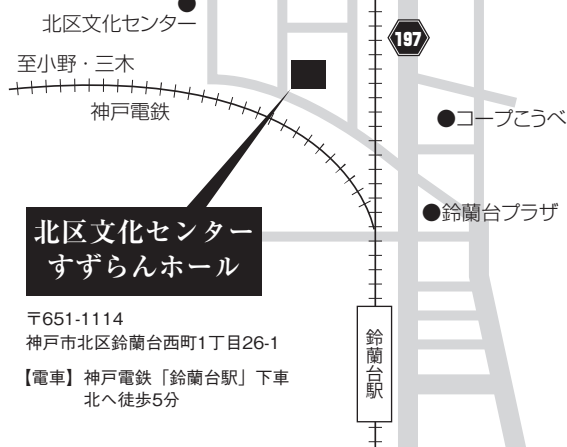 北区文化センター
197
至小野・三木
神戸電鉄
コープこうべ
鈴蘭台プラザ
北区文化センター
すずらんホール
〒651-1114
神戸市北区鈴蘭台西町1丁目26-1
【電車】神戸電鉄「鈴蘭台駅」下車
北へ徒歩5分
鈴蘭台駅